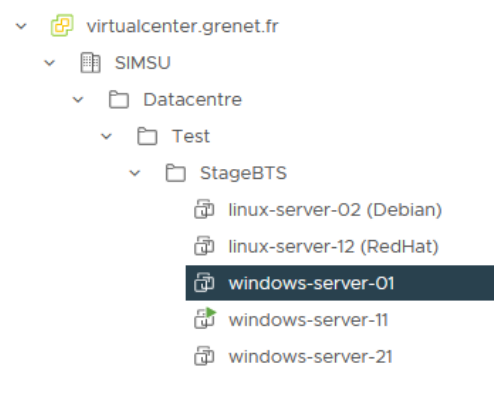 virtualcenter.grenet.fr
SIMSU
Datacentre
Test
StageBTS
linux-server-02 (Debian)
linux-server-12 (RedHat)
windows-server-01
windows-server-11
windows-server-21